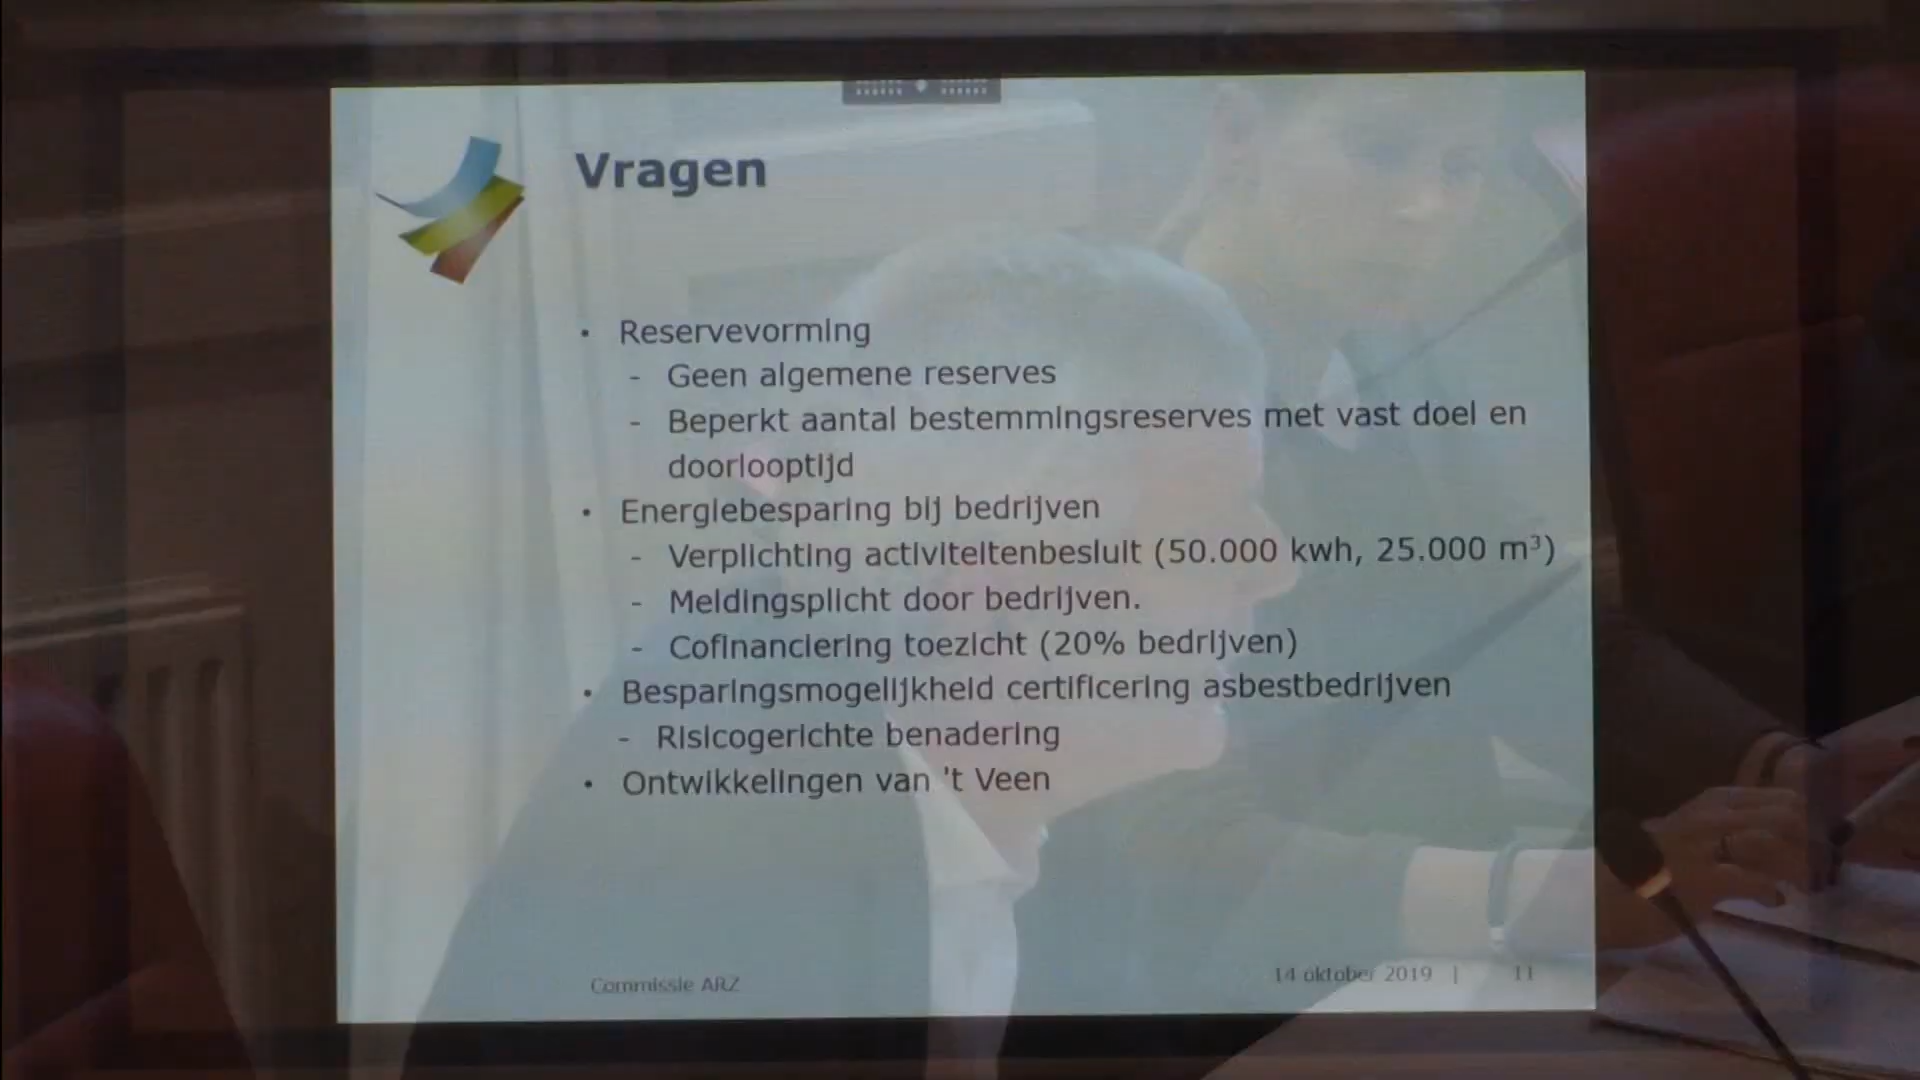 Vragen
• Reservevorming
- Geen algemene reserves
- Beperkt aantal bestemmingsreserves met vast doel en
doorlooptijd
• Energiebesparing bij bedrijven
- Verplichting activiteitenbesluit (50.000 kwh, 25.000 m³)
- Meldingsplicht door bedrijven.
- Cofinanciering toezicht (20% bedrijven)
• Besparingsmogelijkheid certificering asbestbedrijven
- Risicogerichte benadering
• Ontwikkelingen van 't Veen
Commissie ARZ
14 oktober 2019 | 11